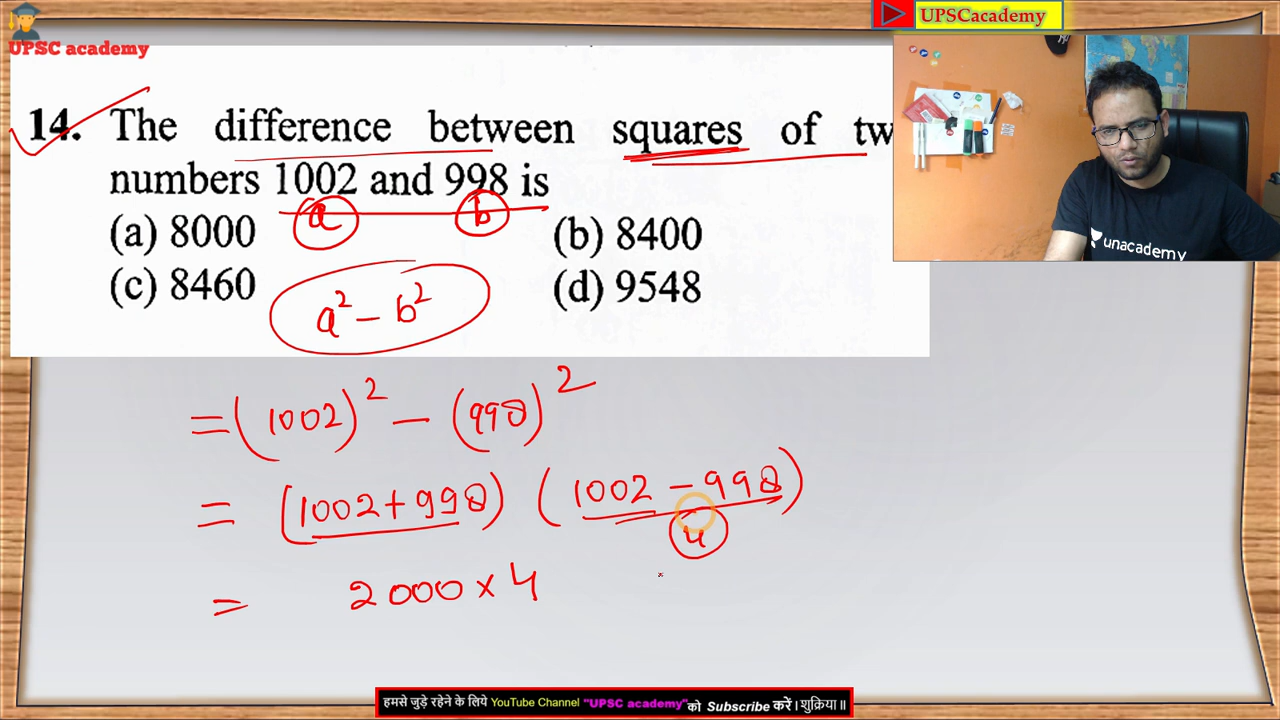 UPSC academy
UPSCacademy
14. The difference between squares of tw
numbers 1002 and 998 is
a b
(a) 8000 (b) 8400
(c) 8460 (d) 9548
a² – b²
= (1002)² – (998)²
= (1002 + 998) (1002 – 998)
4
= 2000 × 4
unacademy
हमसे जुड़े रहेने के लिये YouTube Channel "UPSC academy" को Subscribe करें । शुक्रिया ॥